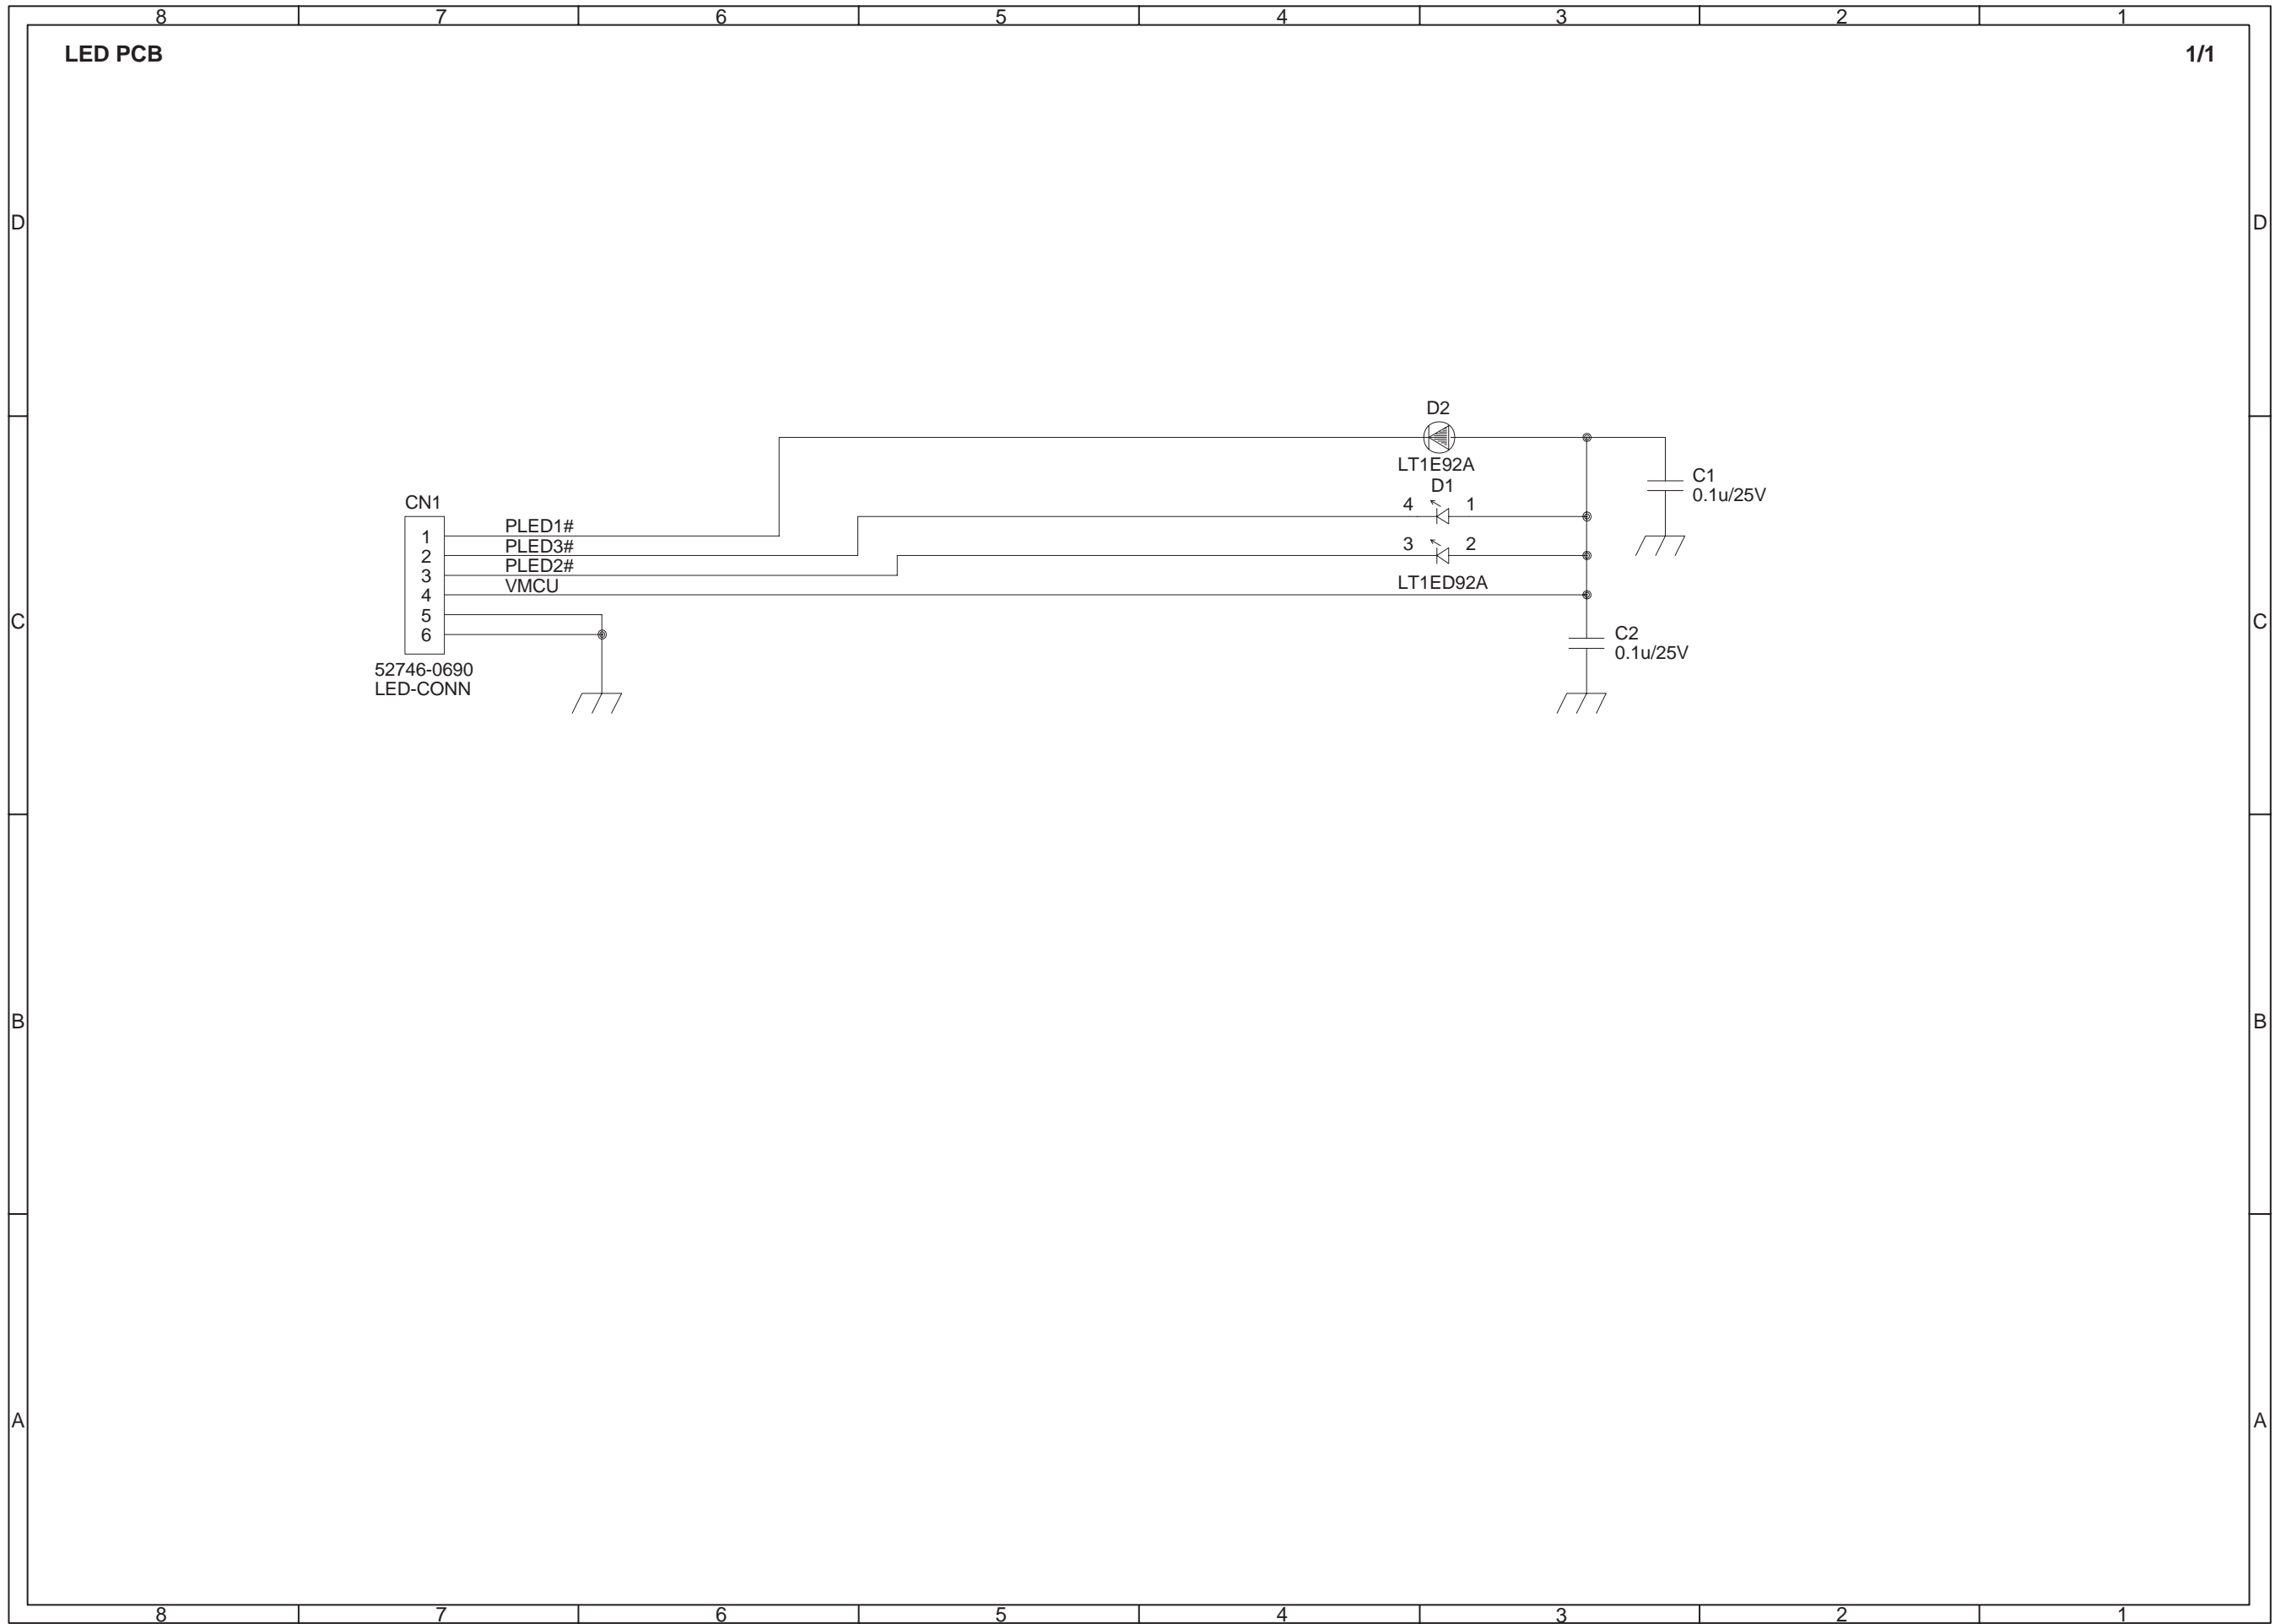 8 7 6 5 4 3 2 1
LED PCB 1/1
D D
D2
LT1E92A
C1
0.1u/25V
D1
4 1
CN1
1 PLED1#
2 PLED3#
3 2
3 PLED2#
LT1ED92A
4 VMCU
5
6
C C
C2
0.1u/25V
52746-0690
LED-CONN
B B
A A
8 7 6 5 4 3 2 1